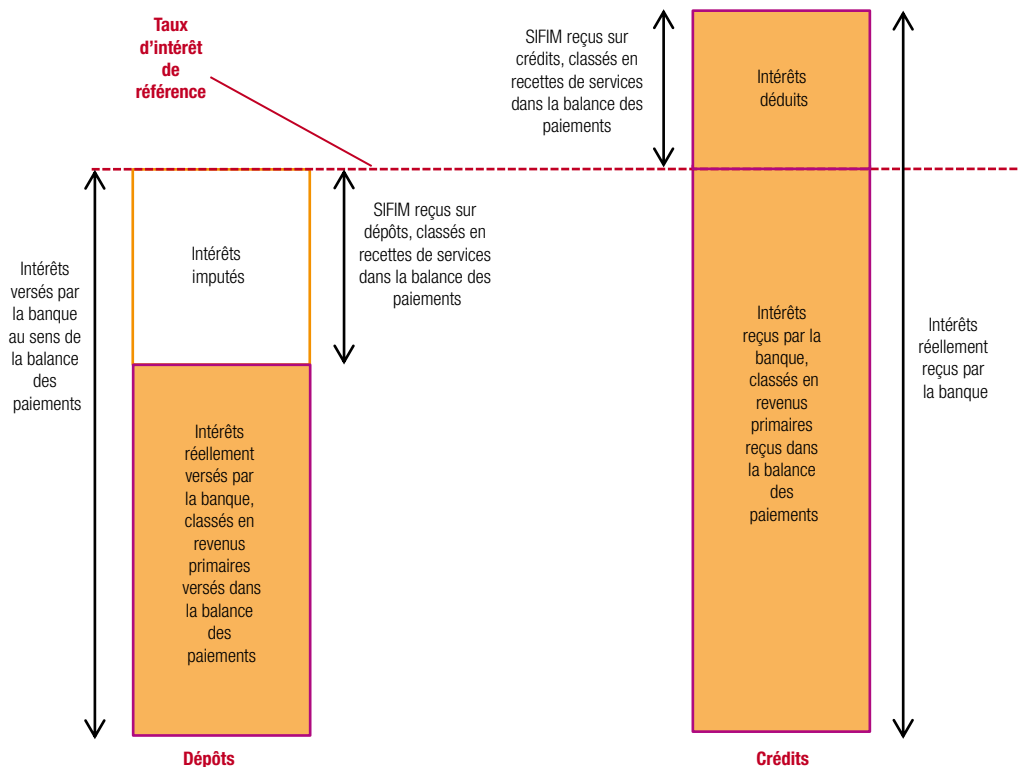 Taux
d'intérêt
de
référence
SIFIM reçus sur
crédits, classés en
recettes de services
dans la balance des
paiements
Intérêts
déduits
Intérêts
versés par
la banque
au sens de
la balance
des
paiements
Intérêts
imputés
SIFIM reçus sur
dépôts, classés en
recettes de services
dans la balance des
paiements
Intérêts
réellement
versés par
la banque,
classés en
revenus
primaires
versés dans
la balance
des
paiements
Intérêts
reçus par la
banque,
classés en
revenus
primaires
reçus dans
la balance
des
paiements
Intérêts
réellement
reçus par
la banque
Dépôts
Crédits